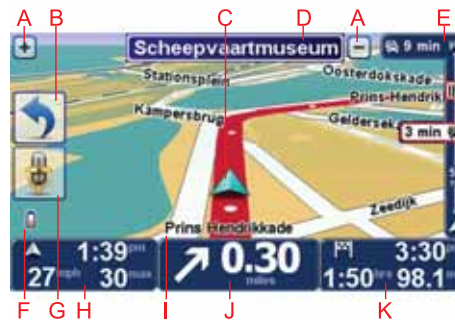 A B C D A E
+ Scheepvaartmuseum − 9 min
Stationsplein Oosterdokskade
Prins-Hendrik
Kampersbrug Geldersek
3 min
Zeedijk
Prins Hendrikkade
1:39 pm 0.30 3:30
27 mph 30 max miles 1:50 hrs 98.1
F G H I J K